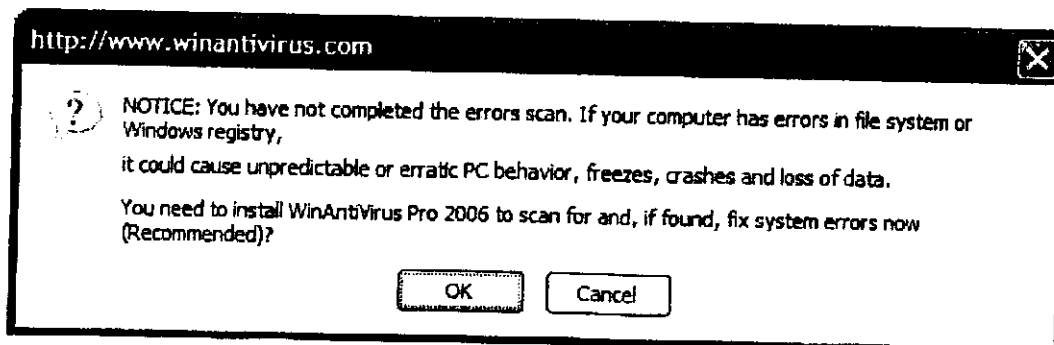 http://www.winantivirus.com
NOTICE: You have not completed the errors scan. If your computer has errors in file system or
Windows registry,
it could cause unpredictable or erratic PC behavior, freezes, crashes and loss of data.
You need to install WinAntiVirus Pro 2006 to scan for and, if found, fix system errors now
(Recommended)?
OK
Cancel